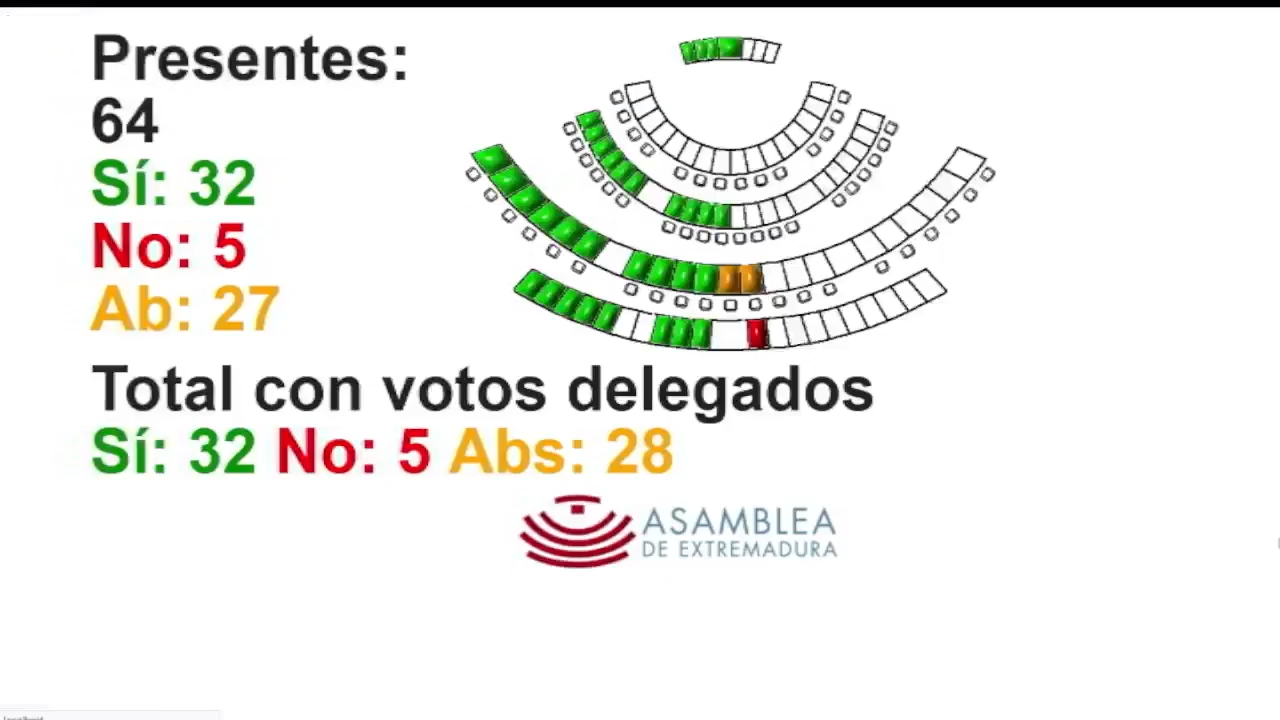 Presentes:
64
Sí: 32
No: 5
Ab: 27
Total con votos delegados
Sí: 32 No: 5 Abs: 28
ASAMBLEA
DE EXTREMADURA